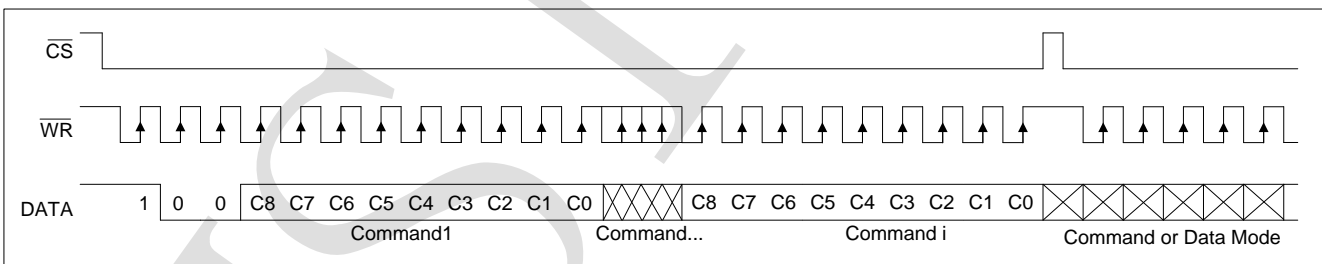 CS
WR
DATA 1 0 0 C8 C7 C6 C5 C4 C3 C2 C1 C0 C8 C7 C6 C5 C4 C3 C2 C1 C0
Command1 Command... Command i Command or Data Mode